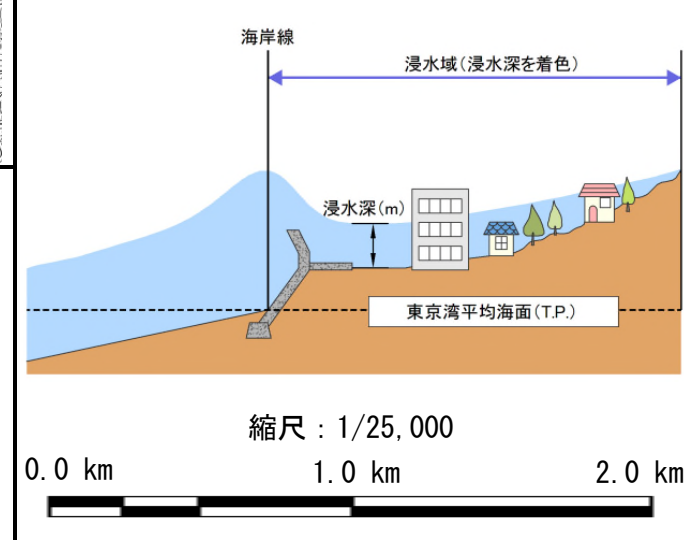 海岸線
浸水域(浸水深を着色)
浸水深(m)
東京湾平均海面(T.P.)
縮尺：1/25,000
0.0 km 1.0 km 2.0 km